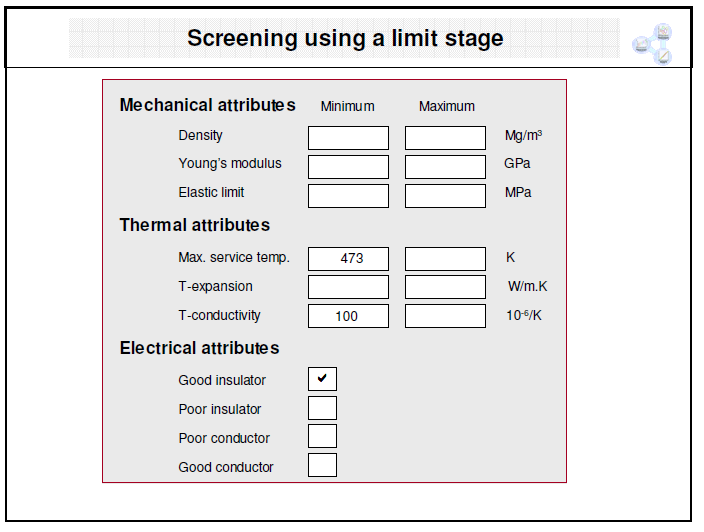 Screening using a limit stage
Mechanical attributes Minimum Maximum
Density Mg/m³
Young's modulus GPa
Elastic limit MPa
Thermal attributes
Max. service temp. 473 K
T-expansion W/m.K
T-conductivity 100 10⁻⁶/K
Electrical attributes
Good insulator ✓
Poor insulator
Poor conductor
Good conductor